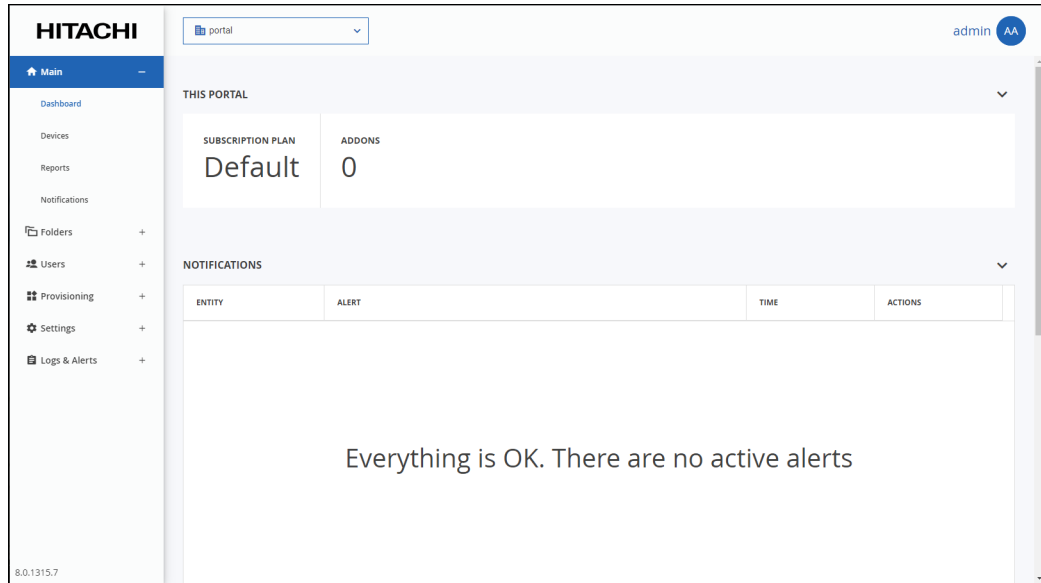 HITACHI
portal
admin AA
Main
Dashboard
Devices
Reports
Notifications
Folders
Users
Provisioning
Settings
Logs & Alerts
8.0.1315.7
THIS PORTAL
SUBSCRIPTION PLAN ADDONS
Default 0
NOTIFICATIONS
ENTITY ALERT TIME ACTIONS
Everything is OK. There are no active alerts